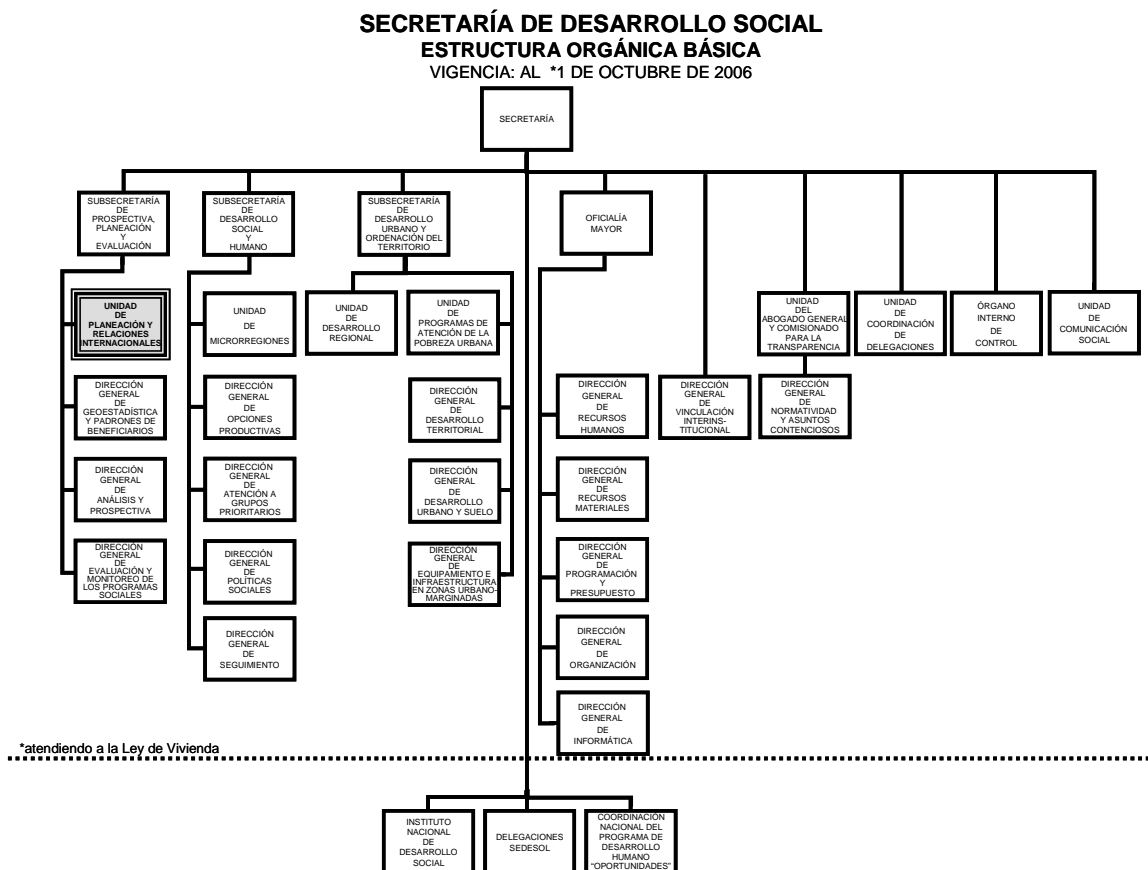 SECRETARÍA DE DESARROLLO SOCIAL
ESTRUCTURA ORGÁNICA BÁSICA
VIGENCIA: AL *1 DE OCTUBRE DE 2006
SECRETARÍA
SUBSECRETARÍA
DE
PROSPECTIVA,
PLANEACIÓN
Y
EVALUACIÓN
SUBSECRETARÍA
DE
DESARROLLO
SOCIAL
Y
HUMANO
SUBSECRETARÍA
DE
DESARROLLO
URBANO Y
ORDENACIÓN DEL
TERRITORIO
OFICIALÍA
MAYOR
UNIDAD
DE
PLANEACIÓN Y
RELACIONES
INTERNACIONALES
UNIDAD
DE
MICRORREGIONES
UNIDAD
DE
DESARROLLO
REGIONAL
UNIDAD
DE
PROGRAMAS DE
ATENCIÓN DE LA
POBREZA URBANA
UNIDAD
DEL
ABOGADO GENERAL
Y COMISIONADO
PARA LA
TRANSPARENCIA
UNIDAD
DE
COORDINACIÓN
DE
DELEGACIONES
ÓRGANO
INTERNO
DE
CONTROL
UNIDAD
DE
COMUNICACIÓN
SOCIAL
DIRECCIÓN
GENERAL
DE
GEOESTADÍSTICA
Y PADRONES DE
BENEFICIARIOS
DIRECCIÓN
GENERAL
DE
OPCIONES
PRODUCTIVAS
DIRECCIÓN
GENERAL
DE
DESARROLLO
TERRITORIAL
DIRECCIÓN
GENERAL
DE
RECURSOS
HUMANOS
DIRECCIÓN
GENERAL
DE
VINCULACIÓN
INTERINS-
TITUCIONAL
DIRECCIÓN
GENERAL
DE
NORMATIVIDAD
Y ASUNTOS
CONTENCIOSOS
DIRECCIÓN
GENERAL
DE
ANÁLISIS Y
PROSPECTIVA
DIRECCIÓN
GENERAL
DE
ATENCIÓN A
GRUPOS
PRIORITARIOS
DIRECCIÓN
GENERAL
DE
DESARROLLO
URBANO Y SUELO
DIRECCIÓN
GENERAL
DE
RECURSOS
MATERIALES
DIRECCIÓN
GENERAL
DE
EVALUACIÓN Y
MONITOREO DE
LOS PROGRAMAS
SOCIALES
DIRECCIÓN
GENERAL
DE
POLÍTICAS
SOCIALES
DIRECCIÓN
GENERAL
DE
EQUIPAMIENTO E
INFRAESTRUCTURA
EN ZONAS URBANO-
MARGINADAS
DIRECCIÓN
GENERAL
DE
PROGRAMACIÓN
Y
PRESUPUESTO
DIRECCIÓN
GENERAL
DE
SEGUIMIENTO
DIRECCIÓN
GENERAL
DE
ORGANIZACIÓN
DIRECCIÓN
GENERAL
DE
INFORMÁTICA
*atendiendo a la Ley de Vivienda
INSTITUTO
NACIONAL
DE
DESARROLLO
SOCIAL
DELEGACIONES
SEDESOL
COORDINACIÓN
NACIONAL DEL
PROGRAMA DE
DESARROLLO
HUMANO
"OPORTUNIDADES"